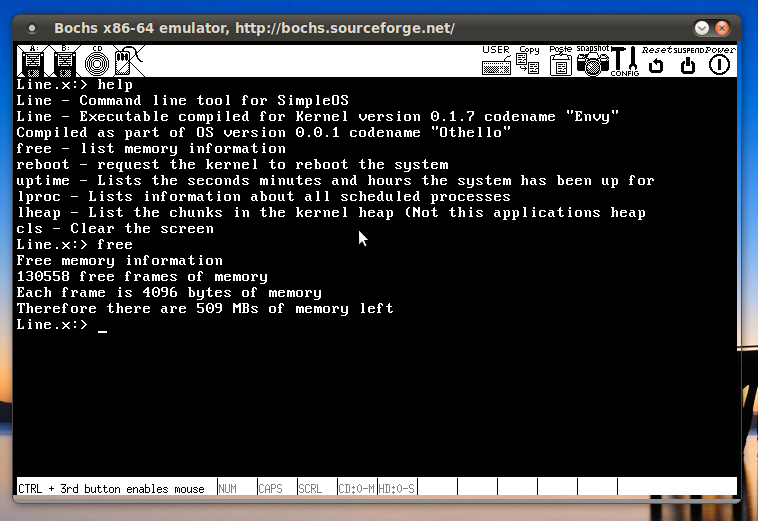 Bochs x86-64 emulator, http://bochs.sourceforge.net/
A: B: CD USER Copy Paste snapshot CONFIG Reset SUSPEND Power
Line.x:> help
Line - Command line tool for SimpleOS
Line - Executable compiled for Kernel version 0.1.7 codename "Envy"
Compiled as part of OS version 0.0.1 codename "Othello"
free - list memory information
reboot - request the kernel to reboot the system
uptime - Lists the seconds minutes and hours the system has been up for
lproc - Lists information about all scheduled processes
lheap - List the chunks in the kernel heap (Not this applications heap
cls - Clear the screen
Line.x:> free
Free memory information
130558 free frames of memory
Each frame is 4096 bytes of memory
Therefore there are 509 MBs of memory left
Line.x:> _
CTRL + 3rd button enables mouse NUM CAPS SCRL CD:0-M HD:0-S